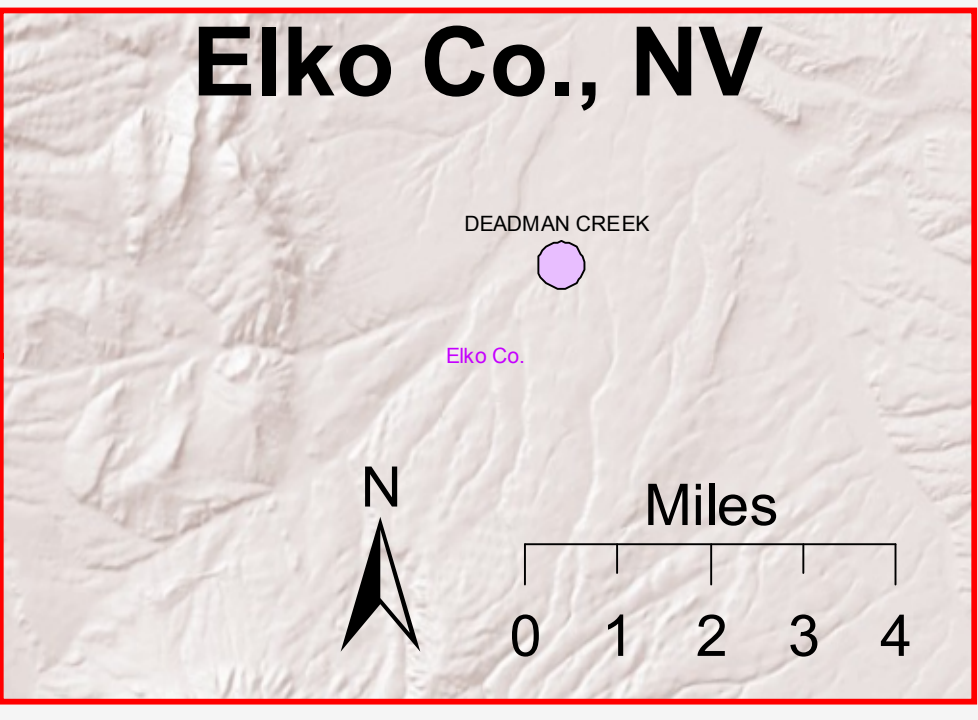 Elko Co., NV
DEADMAN CREEK
Elko Co.
N
Miles
0 1 2 3 4